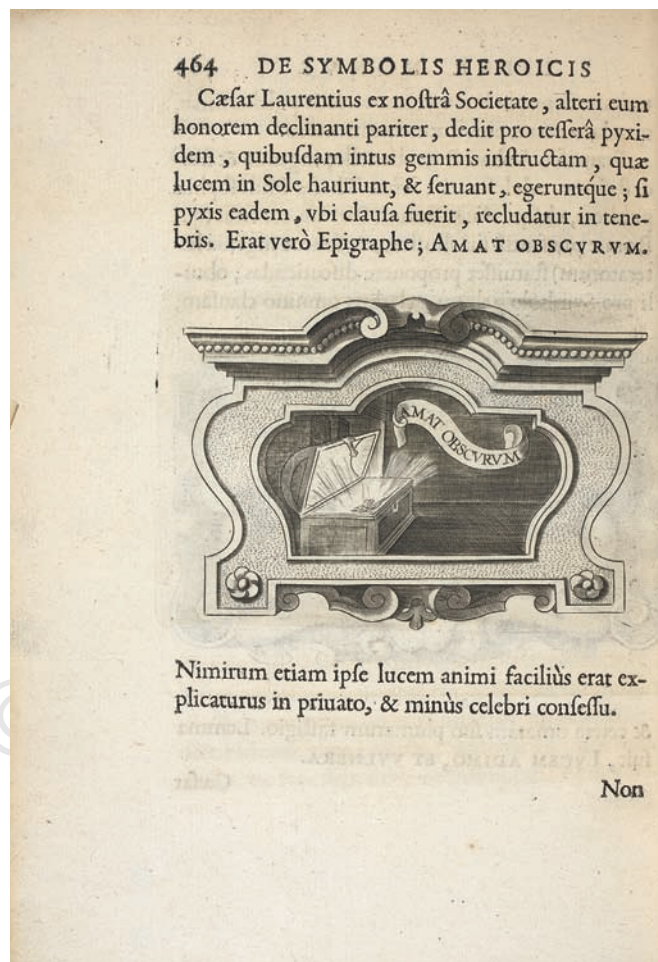 464 DE SYMBOLIS HEROICIS
Cæſar Laurentius ex noſtrâ Societate, alteri eum
honorem declinanti pariter, dedit pro teſſerâ pyxi-
dem, quibuſdam intus gemmis inſtructam, quæ
lucem in Sole hauriunt, & ſeruant, egeruntq́ue; ſi
pyxis eadem, vbi clauſa fuerit, recludatur in tene-
bris. Erat verò Epigraphe; AMAT OBSCVRVM.
AMAT OBSCVRVM
Nimirum etiam ipſe lucem animi faciliùs erat ex-
plicaturus in priuato, & minùs celebri conſeſſu.
Non